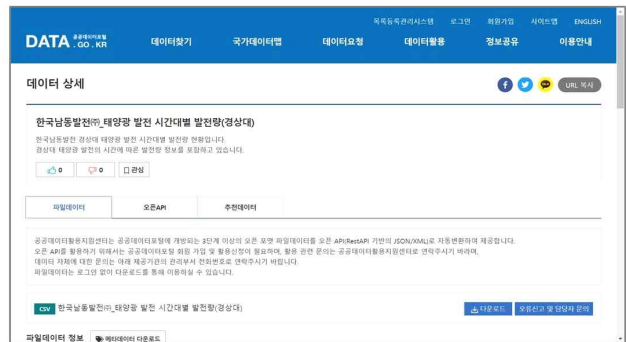 목록등록관리시스템 로그인 회원가입 사이트맵 ENGLISH
DATA 공공데이터포털 .GO.KR 데이터찾기 국가데이터맵 데이터요청 데이터활용 정보공유 이용안내
데이터 상세 URL 복사
한국남동발전㈜_태양광 발전 시간대별 발전량(경상대)
한국남동발전 경상대 태양광 발전 시간대별 발전량 현황입니다.
경상대 태양광 발전의 시간에 따른 발전량 정보를 포함하고 있습니다.
0 0 관심
파일데이터 오픈API 추천데이터
공공데이터활용지원센터는 공공데이터포털에 개방되는 3단계 이상의 오픈 포맷 파일데이터를 오픈 API(RestAPI 기반의 JSON/XML)로 자동변환하여 제공합니다.
오픈 API를 활용하기 위해서는 공공데이터포털 회원 가입 및 활용신청이 필요하며, 활용 관련 문의는 공공데이터활용지원센터로 연락주시기 바라며,
데이터 자체에 대한 문의는 아래 제공기관의 관리부서 전화번호로 연락주시기 바랍니다.
파일데이터는 로그인 없이 다운로드를 통해 이용하실 수 있습니다.
CSV 한국남동발전㈜_태양광 발전 시간대별 발전량(경상대) 다운로드 오류신고 및 담당자 문의
파일데이터 정보 메타데이터 다운로드